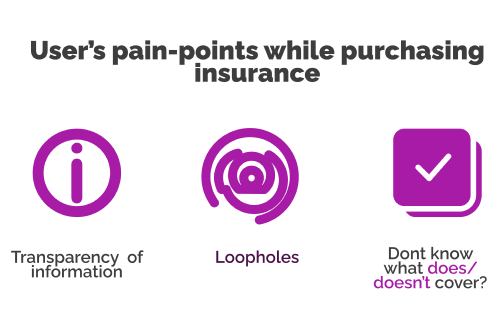 User's pain-points while purchasing
insurance
Transparency of
information
Loopholes
Dont know
what does/
doesn't cover?